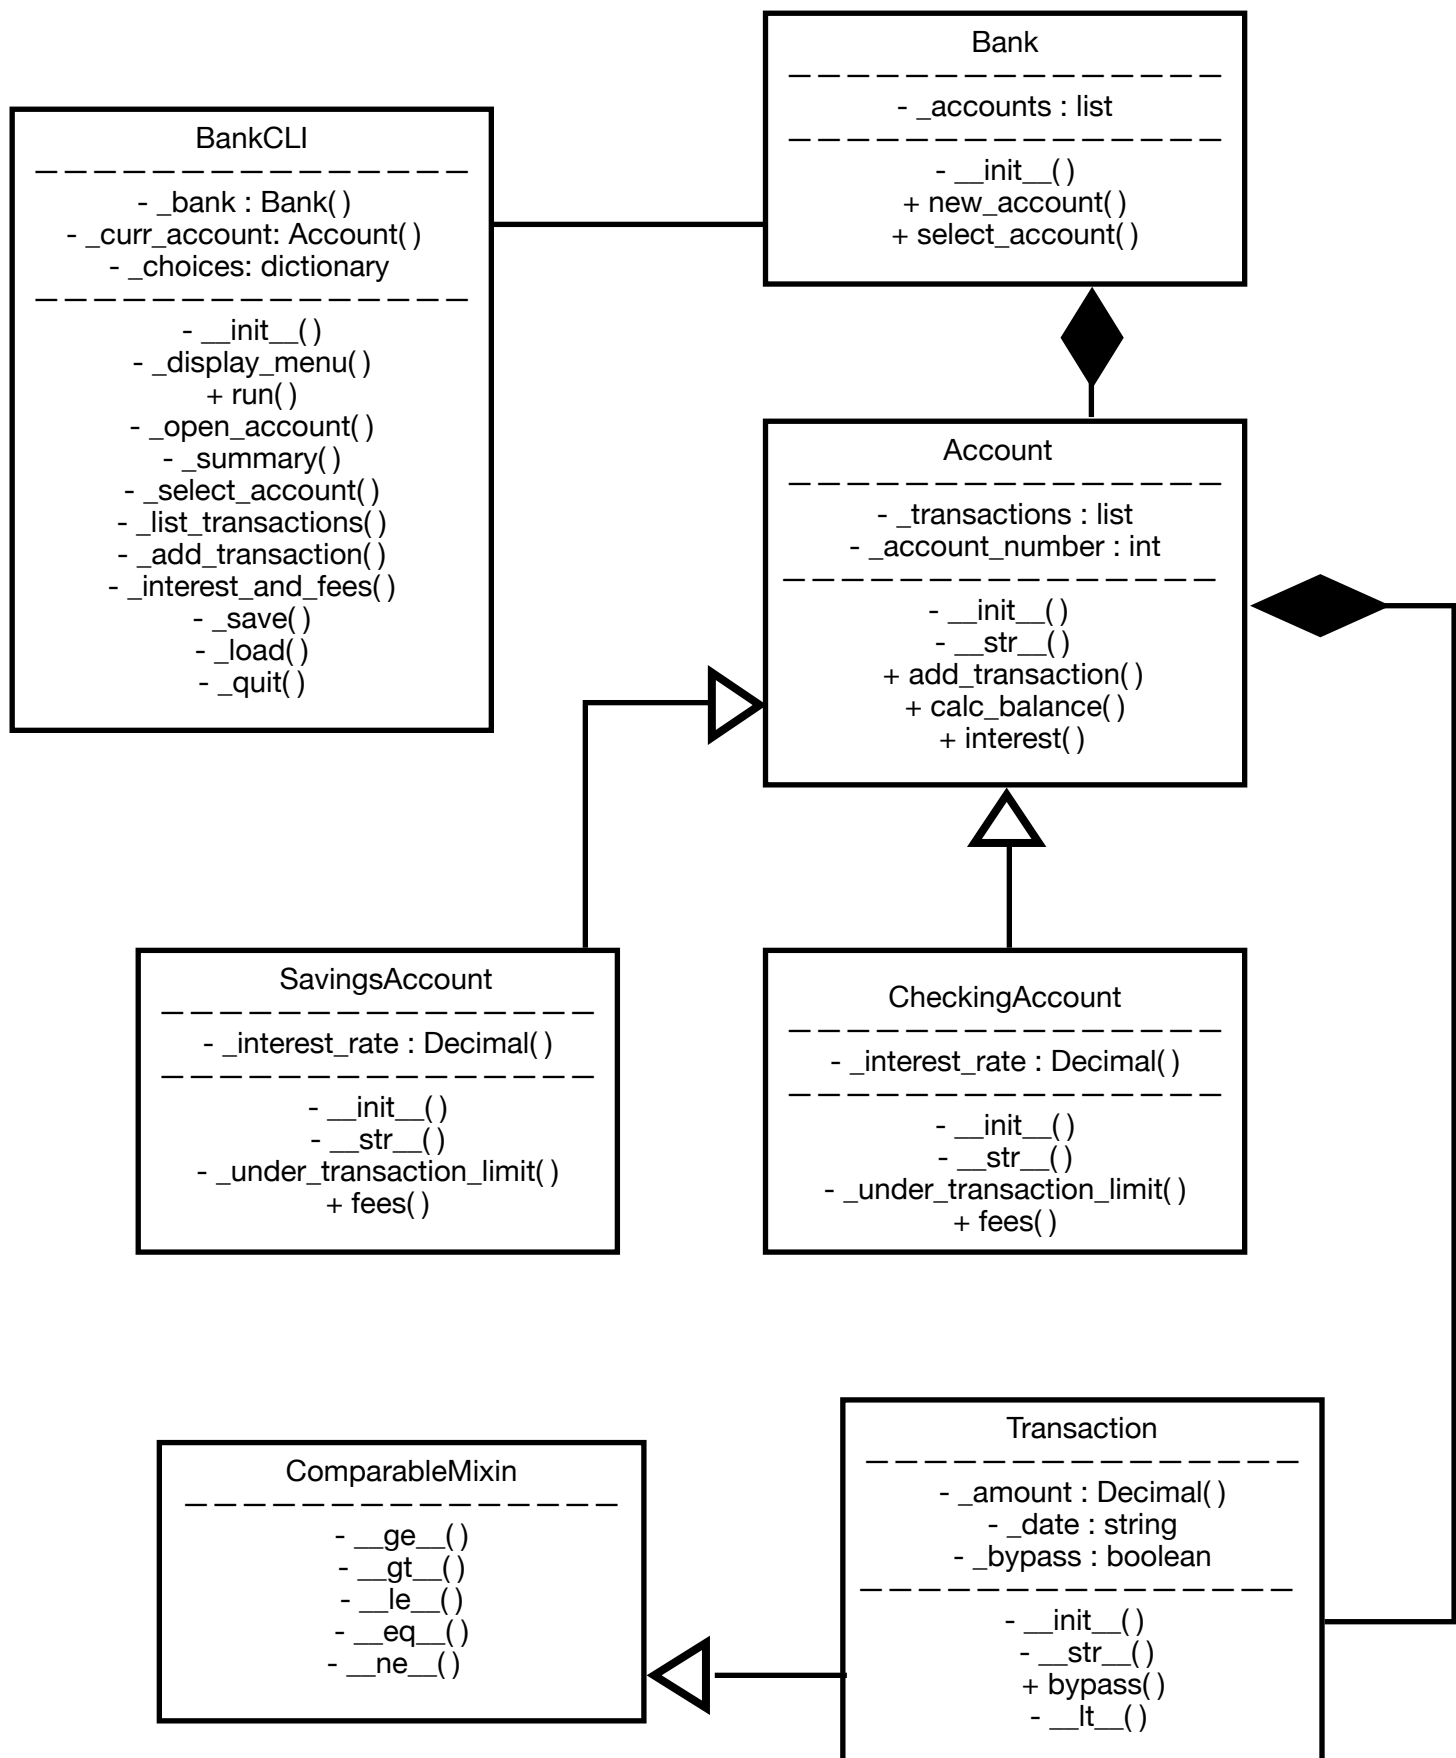 Bank
- _accounts : list
- __init__()
+ new_account()
+ select_account()
BankCLI
- _bank : Bank()
- _curr_account: Account()
- _choices: dictionary
- __init__()
- _display_menu()
+ run()
- _open_account()
- _summary()
- _select_account()
- _list_transactions()
- _add_transaction()
- _interest_and_fees()
- _save()
- _load()
- _quit()
Account
- _transactions : list
- _account_number : int
- __init__()
- __str__()
+ add_transaction()
+ calc_balance()
+ interest()
SavingsAccount
- _interest_rate : Decimal()
- __init__()
- __str__()
- _under_transaction_limit()
+ fees()
CheckingAccount
- _interest_rate : Decimal()
- __init__()
- __str__()
- _under_transaction_limit()
+ fees()
ComparableMixin
- __ge__()
- __gt__()
- __le__()
- __eq__()
- __ne__()
Transaction
- _amount : Decimal()
- _date : string
- _bypass : boolean
- __init__()
- __str__()
+ bypass()
- __lt__()